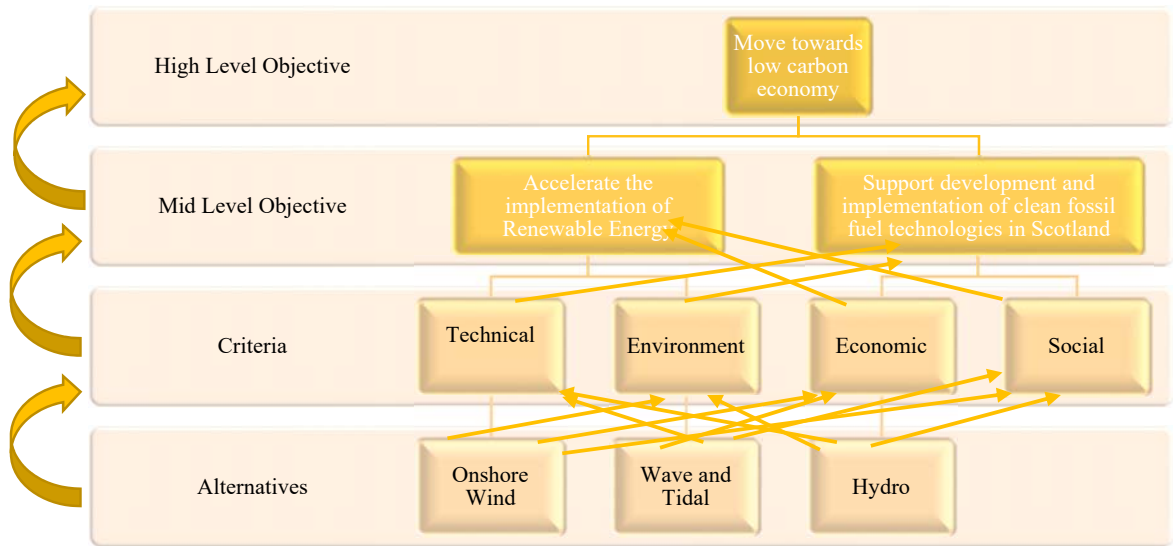 High Level Objective
Move towards
low carbon
economy
Mid Level Objective
Accelerate the
implementation of
Renewable Energy
Support development and
implementation of clean fossil
fuel technologies in Scotland
Criteria
Technical
Environment
Economic
Social
Alternatives
Onshore
Wind
Wave and
Tidal
Hydro